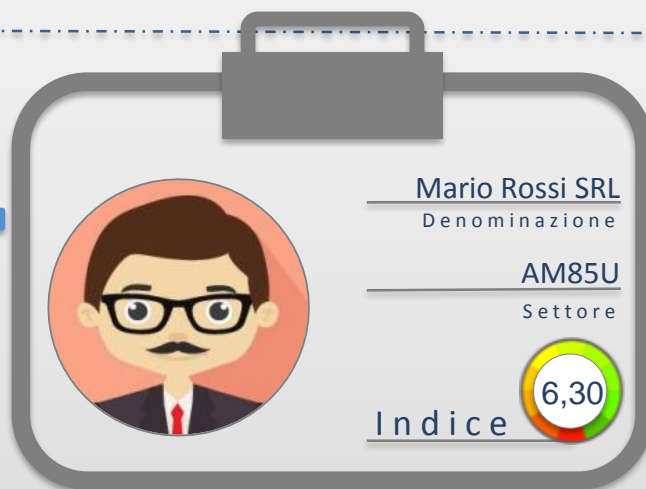 Mario Rossi SRL
Denominazione
AM85U
Settore
Indice 6,30